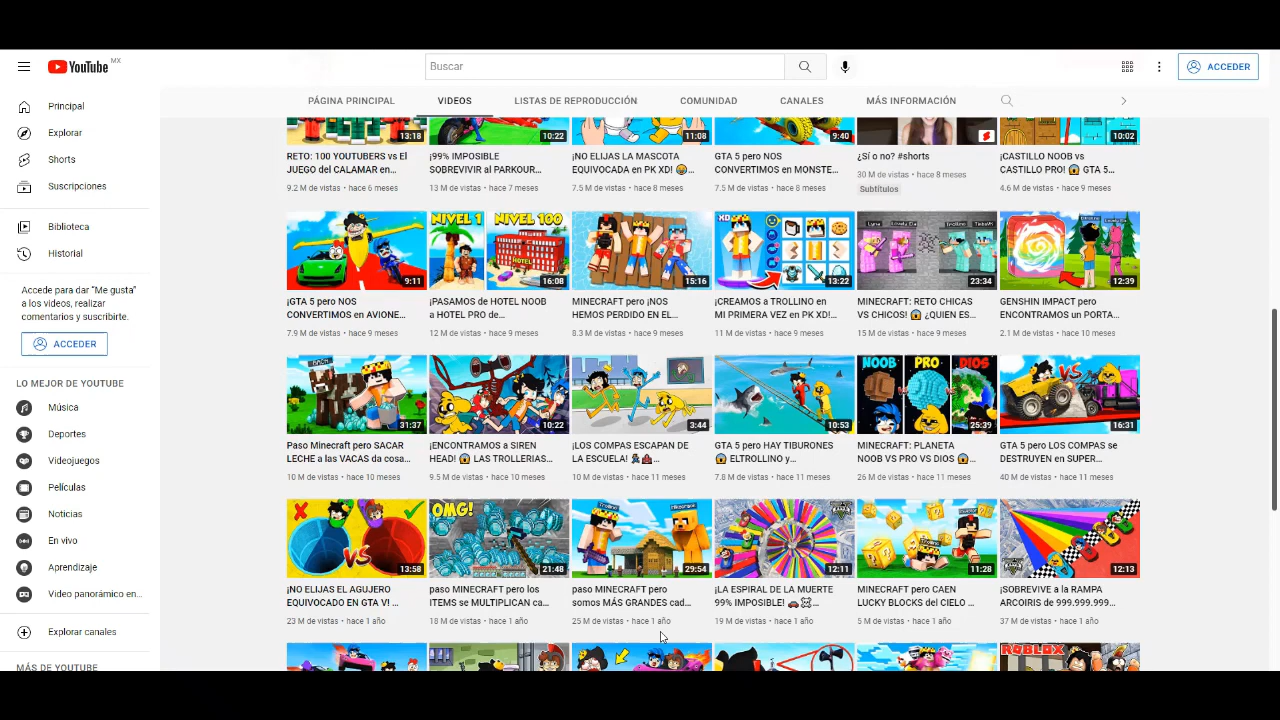 YouTube MX
Buscar
ACCEDER
PÁGINA PRINCIPAL VIDEOS LISTAS DE REPRODUCCIÓN COMUNIDAD CANALES MÁS INFORMACIÓN
Principal
Explorar
Shorts
Suscripciones
Biblioteca
Historial
Accede para dar “Me gusta”
a los videos, realizar
comentarios y suscribirte.
ACCEDER
LO MEJOR DE YOUTUBE
Música
Deportes
Videojuegos
Películas
Noticias
En vivo
Aprendizaje
Video panorámico en...
Explorar canales
MÁS DE YOUTUBE
13:18
RETO: 100 YOUTUBERS vs El
JUEGO del CALAMAR en...
9.2 M de vistas • hace 6 meses
10:22
¡99% IMPOSIBLE
SOBREVIVIR al PARKOUR...
13 M de vistas • hace 7 meses
11:08
¡NO ELIJAS LA MASCOTA
EQUIVOCADA en PK XD! 😱...
7.5 M de vistas • hace 8 meses
9:40
GTA 5 pero NOS
CONVERTIMOS en MONSTE...
7.5 M de vistas • hace 8 meses
¿Sí o no? #shorts
30 M de vistas • hace 8 meses
Subtítulos
10:02
¡CASTILLO NOOB vs
CASTILLO PRO! 😱 GTA 5...
4.6 M de vistas • hace 9 meses
9:11
¡GTA 5 pero NOS
CONVERTIMOS en AVIONE...
7.9 M de vistas • hace 9 meses
NIVEL 1 NIVEL 100
HOTEL
16:08
¡PASAMOS de HOTEL NOOB
a HOTEL PRO de...
12 M de vistas • hace 9 meses
15:16
MINECRAFT pero ¡NOS
HEMOS PERDIDO EN EL...
8.3 M de vistas • hace 9 meses
XD
13:22
¡CREAMOS a TROLLINO en
MI PRIMERA VEZ en PK XD!...
11 M de vistas • hace 9 meses
23:34
MINECRAFT: RETO CHICAS
VS CHICOS! 😱 ¿QUIEN ES...
15 M de vistas • hace 9 meses
12:39
GENSHIN IMPACT pero
ENCONTRAMOS un PORTA...
2.1 M de vistas • hace 10 meses
31:37
Paso Minecraft pero SACAR
LECHE a las VACAS da cosa...
10 M de vistas • hace 10 meses
10:22
¡ENCONTRAMOS a SIREN
HEAD! 😱 LAS TROLLERIAS...
9.5 M de vistas • hace 10 meses
3:44
¡LOS COMPAS ESCAPAN DE
LA ESCUELA! 🏃🏫...
10 M de vistas • hace 11 meses
10:53
GTA 5 pero HAY TIBURONES
😱 ELTROLLINO y...
7.8 M de vistas • hace 11 meses
NOOB PRO DIOS
25:39
MINECRAFT: PLANETA
NOOB VS PRO VS DIOS 😱...
26 M de vistas • hace 11 meses
VS
16:31
GTA 5 pero LOS COMPAS se
DESTRUYEN en SUPER...
40 M de vistas • hace 11 meses
VS
13:58
¡NO ELIJAS EL AGUJERO
EQUIVOCADO EN GTA V! ...
23 M de vistas • hace 1 año
OMG!
21:48
paso MINECRAFT pero los
ITEMS se MULTIPLICAN ca...
18 M de vistas • hace 1 año
29:54
paso MINECRAFT pero
somos MÁS GRANDES cad...
25 M de vistas • hace 1 año
12:11
¡LA ESPIRAL DE LA MUERTE
99% IMPOSIBLE! 🚗☠...
19 M de vistas • hace 1 año
11:28
MINECRAFT pero CAEN
LUCKY BLOCKS del CIELO ...
5 M de vistas • hace 1 año
12:13
¡SOBREVIVE a la RAMPA
ARCOIRIS de 999.999.999...
37 M de vistas • hace 1 año
ROBLOX